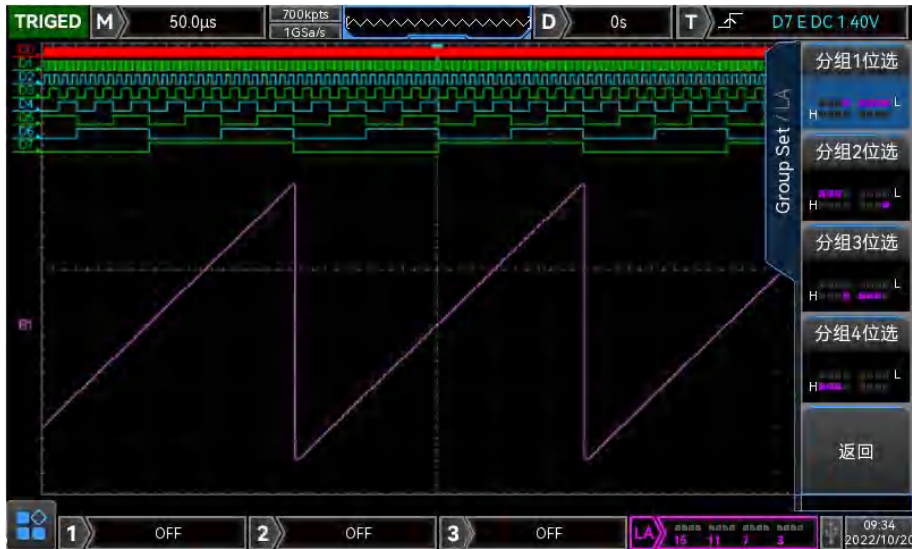 TRIGED M 50.0µs 700kpts D 0s T D7 E DC 1.40V
1GSa/s
D1
D2
D3
D4
D6
D7
B1
Group Set / LA
分组1位选
L
H
分组2位选
L
H
分组3位选
L
H
分组4位选
L
H
返回
1 OFF 2 OFF 3 OFF LA 15 11 7 3 09:34
2022/10/20